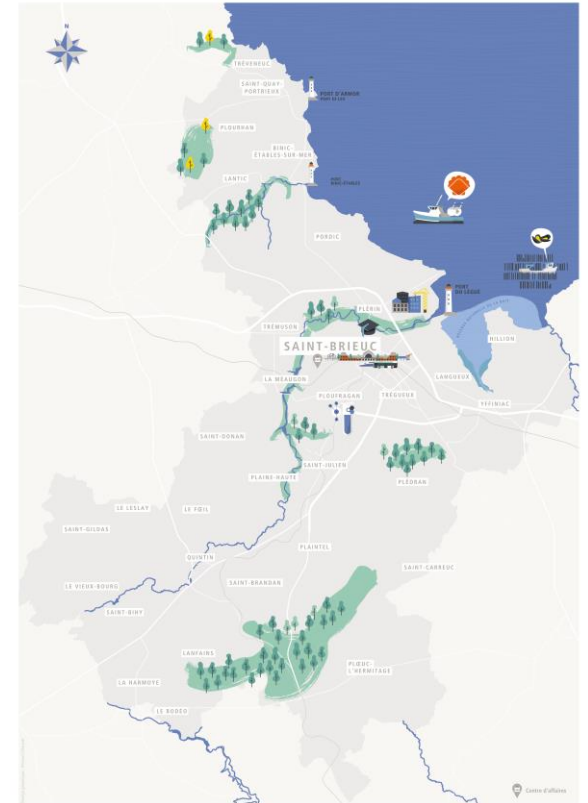 N
TRÉVENEUC
SAINT-QUAY-
PORTRIEUX
PORT D'ARMOR
PLOURHAN
BINIC
ÉTABLES-SUR-MER
LANTIC
PORDIC
PORT
DU LÉGUÉ
PLÉRIN
TRÉMUSON
SAINT-BRIEUC
HILLION
LANGUEUX
LA MÉAUGON
PLOUFRAGAN
TRÉGUEUX
YFFINIAC
SAINT-DONAN
SAINT-JULIEN
PLAINE-HAUTE
PLÉDRAN
LE LESLAY
LE FŒIL
SAINT-GILDAS
PLAINTEL
QUINTIN
SAINT-CARREUC
LE VIEUX-BOURG
SAINT-BRANDAN
SAINT-BIHY
LANFAINS
PLŒUC-
L'HERMITAGE
LA HARMOYE
LE BODÉO
Centre d'affaires